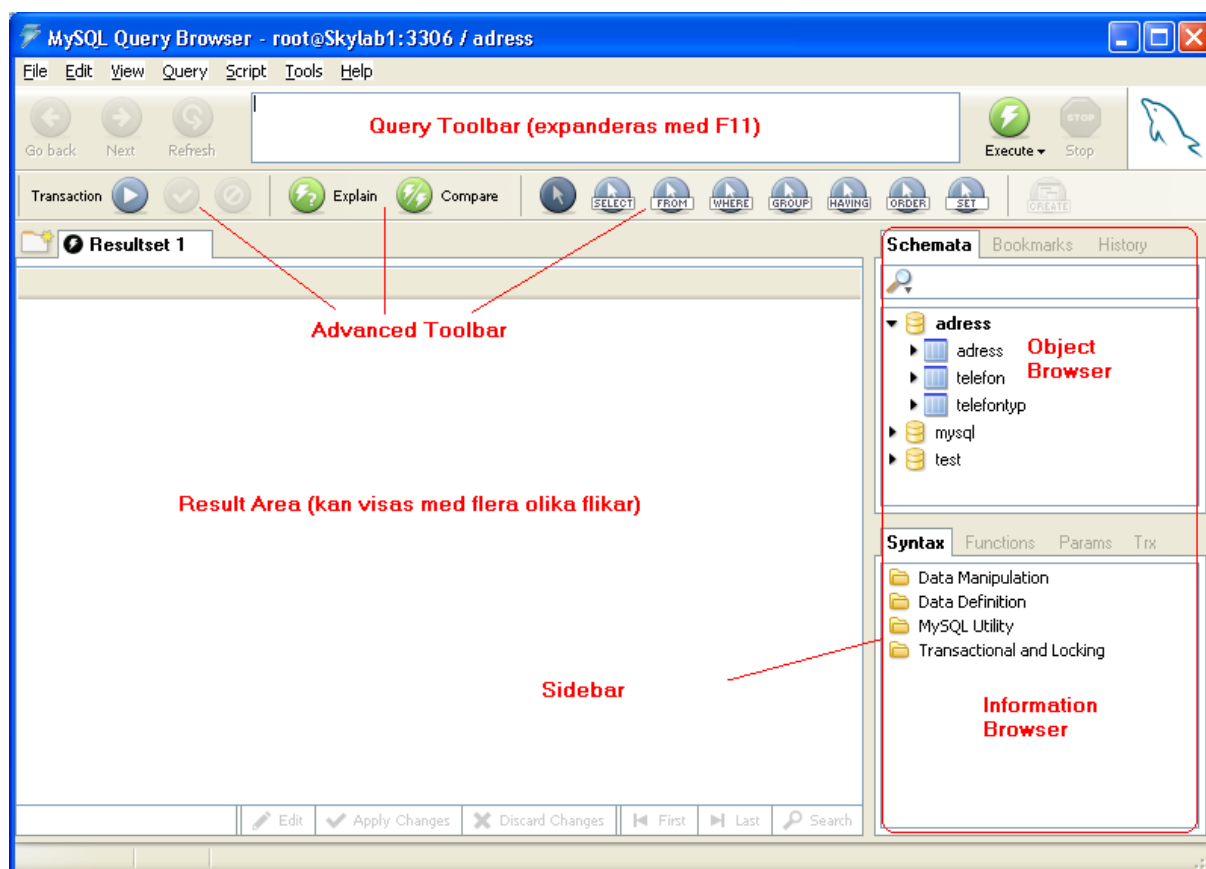 MySQL Query Browser - root@Skylab1:3306 / adress
File Edit View Query Script Tools Help
Query Toolbar (expanderas med F11)
Go back Next Refresh Execute Stop
STOP
Transaction Explain Compare SELECT FROM WHERE GROUP HAVING ORDER SET CREATE
Resultset 1
Advanced Toolbar
Result Area (kan visas med flera olika flikar)
Sidebar
Schemata Bookmarks History
adress
adress
telefon
telefontyp
mysql
test
Object
Browser
Syntax Functions Params Trx
Data Manipulation
Data Definition
MySQL Utility
Transactional and Locking
Information
Browser
Edit Apply Changes Discard Changes First Last Search